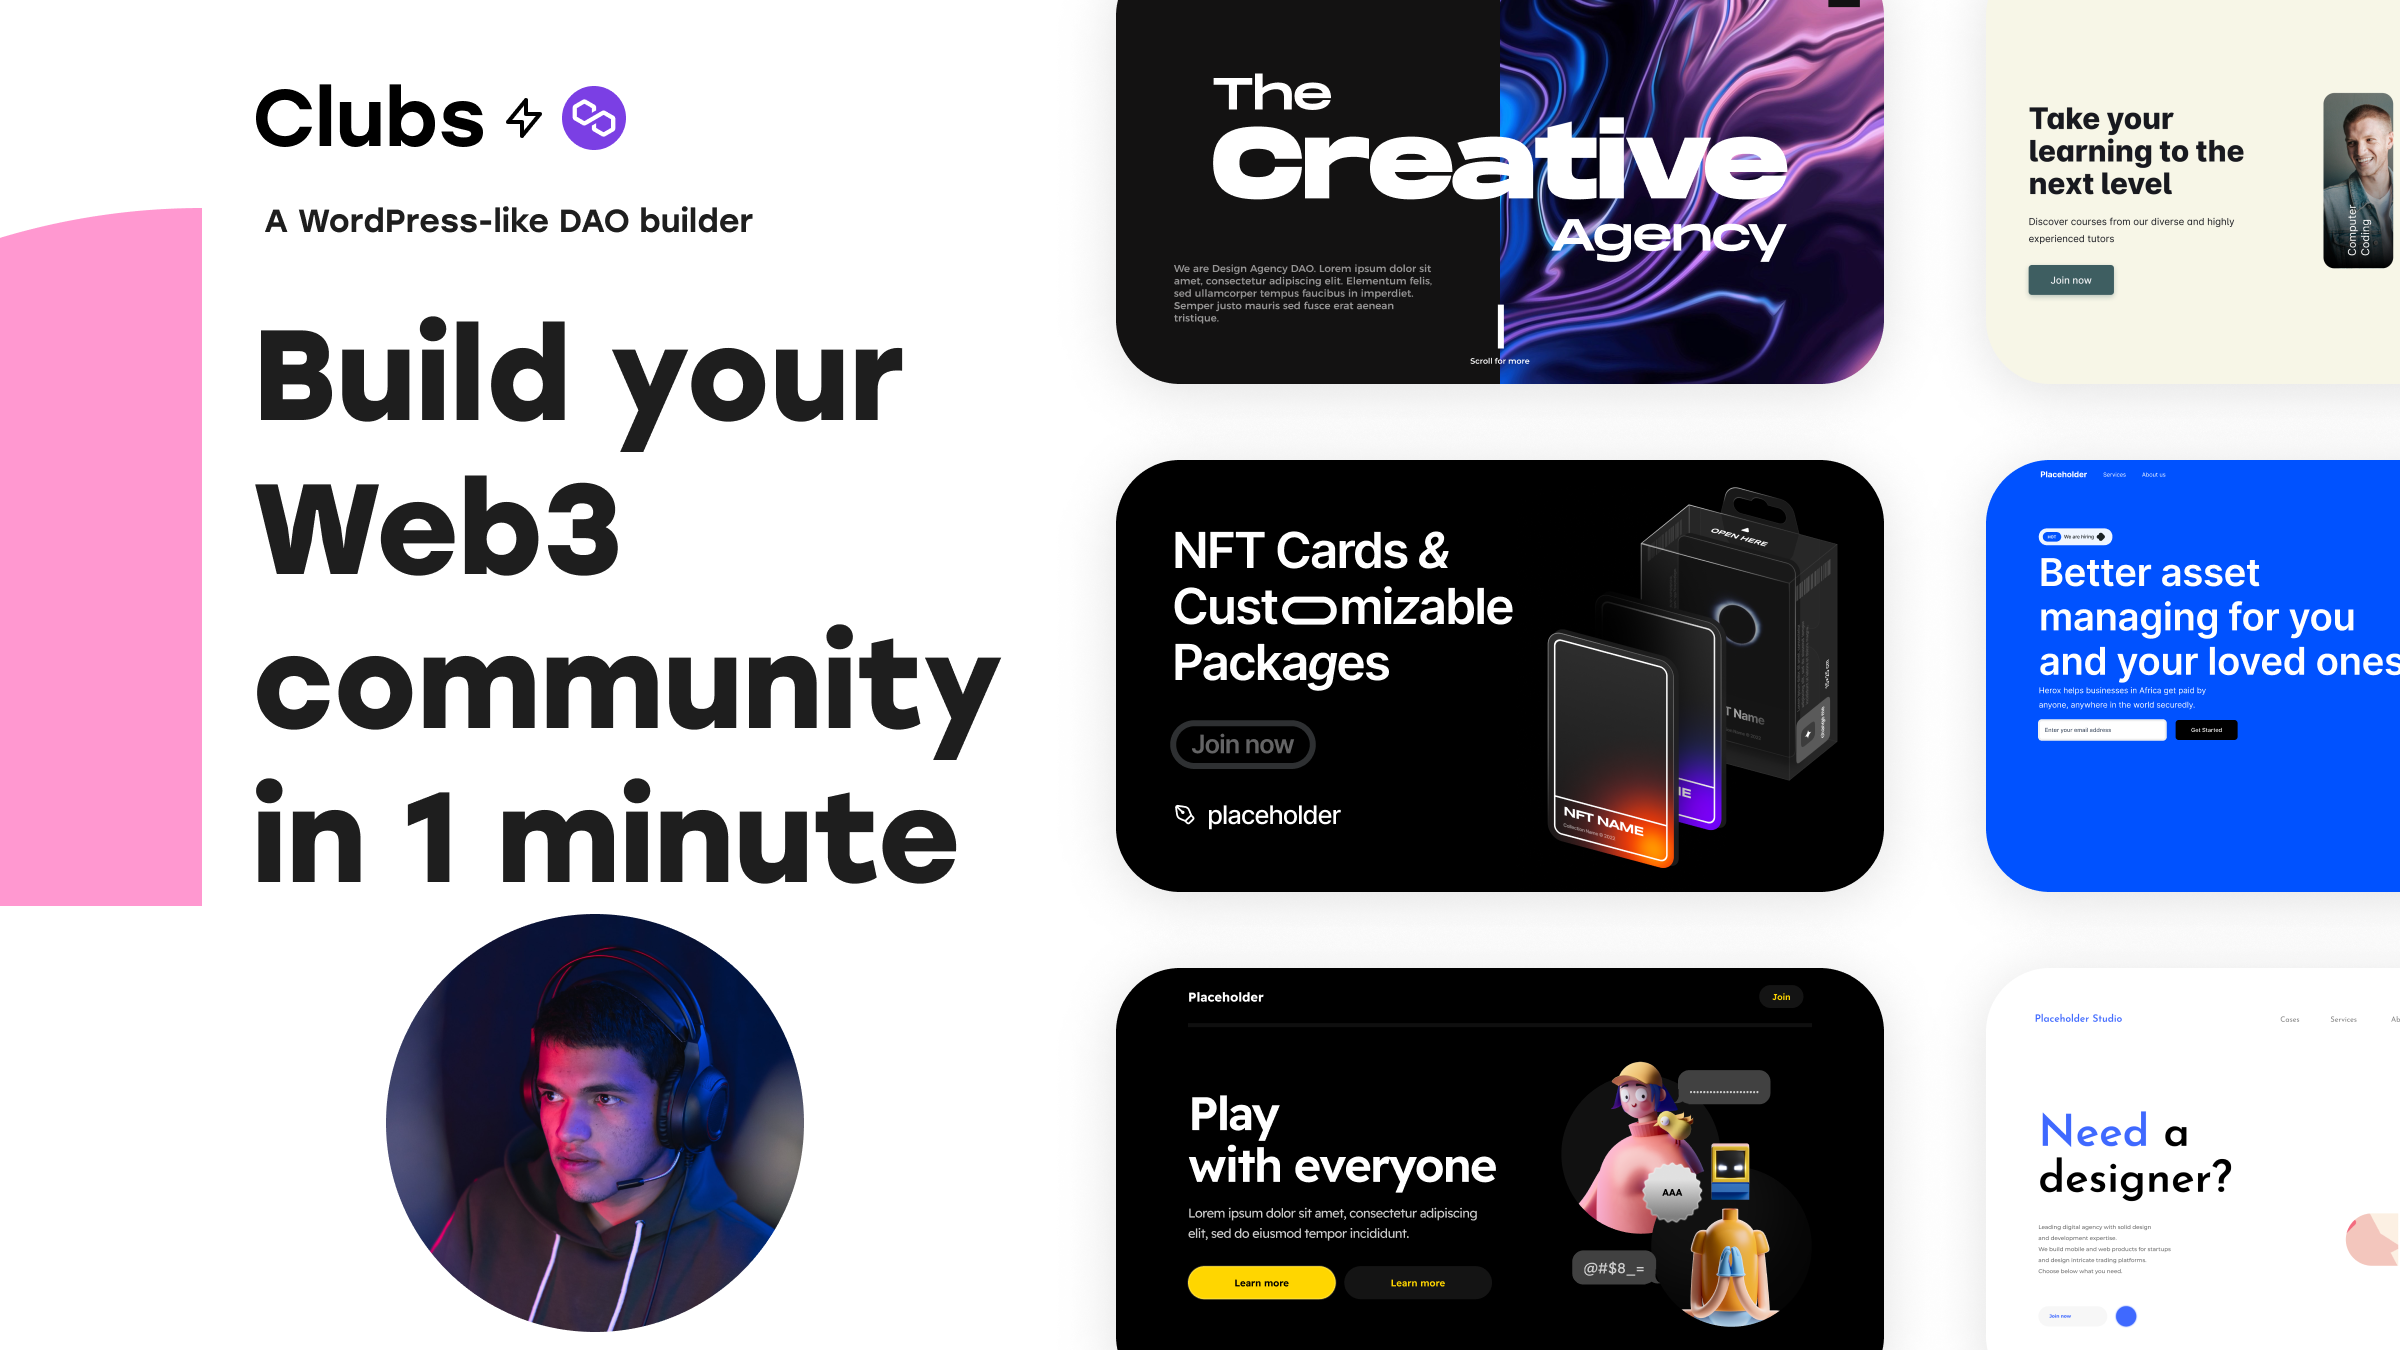 Clubs
A WordPress-like DAO builder
Build your
Web3
community
in 1 minute
The
Creative
Agency
We are Design Agency DAO. Lorem ipsum dolor sit
amet, consectetur adipiscing elit. Elementum felis,
sed ullamcorper tempus faucibus in imperdiet.
Semper justo mauris sed fusce erat aenean
tristique.
Scroll for more
Take your
learning to the
next level
Discover courses from our diverse and highly
experienced tutors
Join now
Computer
Coding
NFT Cards &
Customizable
Packages
Join now
placeholder
OPEN HERE
NFT NAME
Collection Name © 2022
Placeholder Services About us
We are hiring
Better asset
managing for you
and your loved ones
Herox helps businesses in Africa get paid by
anyone, anywhere in the world securedly.
Enter your email address
Get Started
Placeholder
Join
Play
with everyone
Lorem ipsum dolor sit amet, consectetur adipiscing
elit, sed do eiusmod tempor incididunt.
Learn more
Learn more
AAA
@#$8_=
Placeholder Studio
Cases Services Ab
Need a
designer?
Leading digital agency with solid design
and development expertise.
We build mobile and web products for startups
and design intricate trading platforms.
Choose below what you need.
Join now